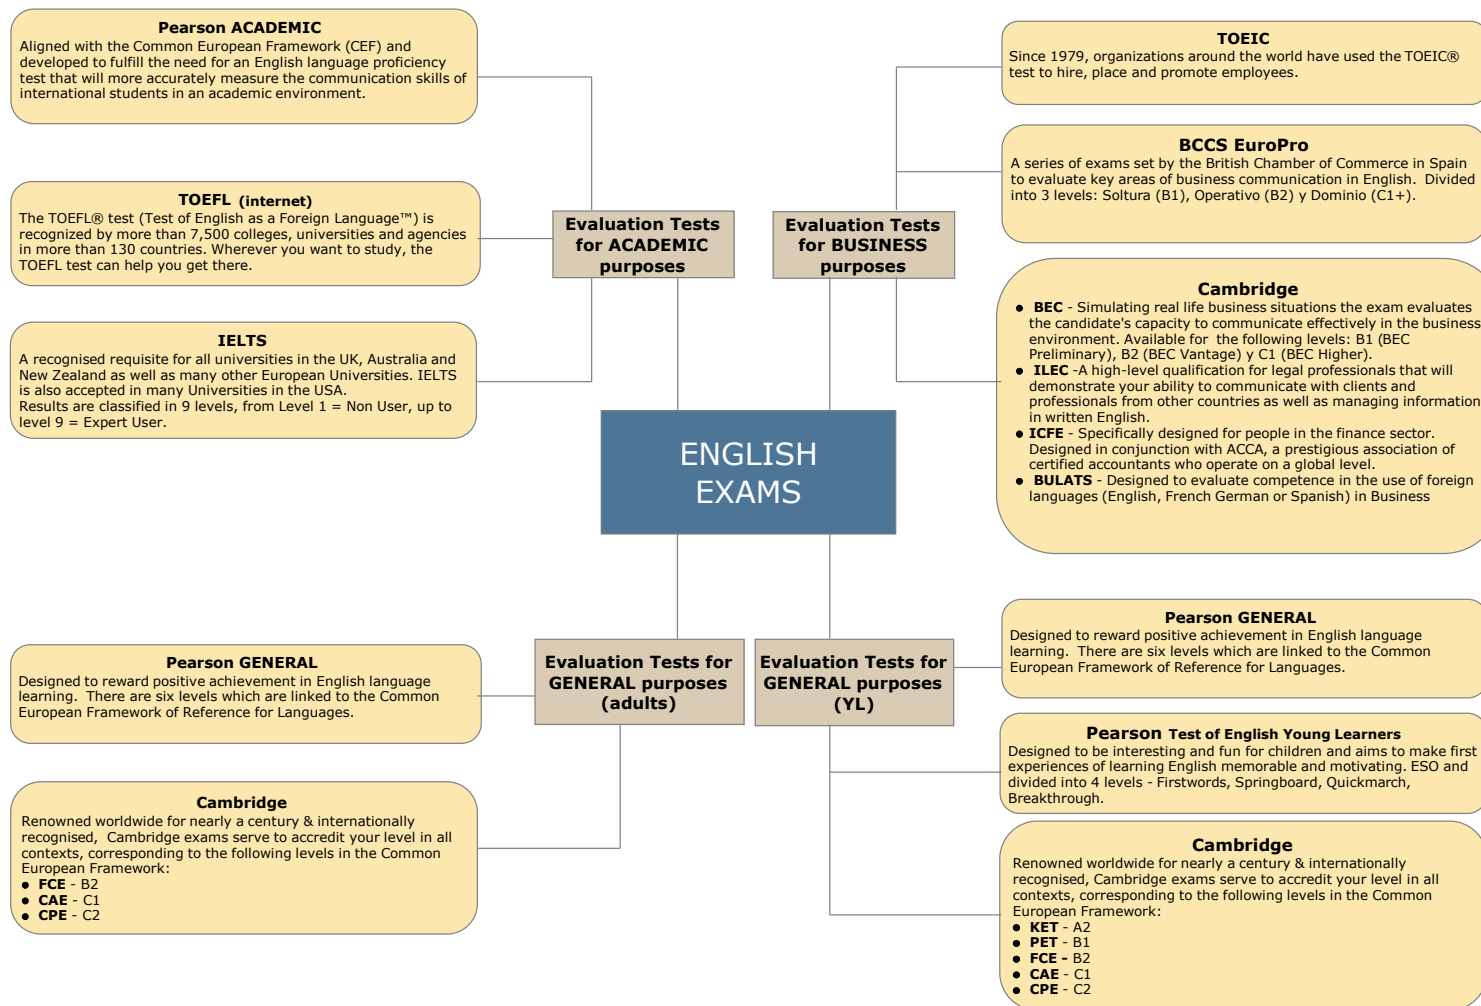 Pearson ACADEMIC
Aligned with the Common European Framework (CEF) and
developed to fulfill the need for an English language proficiency
test that will more accurately measure the communication skills of
international students in an academic environment.
TOEFL (internet)
The TOEFL® test (Test of English as a Foreign Language™) is
recognized by more than 7,500 colleges, universities and agencies
in more than 130 countries. Wherever you want to study, the
TOEFL test can help you get there.
IELTS
A recognised requisite for all universities in the UK, Australia and
New Zealand as well as many other European Universities. IELTS
is also accepted in many Universities in the USA.
Results are classified in 9 levels, from Level 1 = Non User, up to
level 9 = Expert User.
Evaluation Tests
for ACADEMIC
purposes
Evaluation Tests
for BUSINESS
purposes
TOEIC
Since 1979, organizations around the world have used the TOEIC®
test to hire, place and promote employees.
BCCS EuroPro
A series of exams set by the British Chamber of Commerce in Spain
to evaluate key areas of business communication in English. Divided
into 3 levels: Soltura (B1), Operativo (B2) y Dominio (C1+).
Cambridge
● BEC - Simulating real life business situations the exam evaluates
the candidate's capacity to communicate effectively in the business
environment. Available for the following levels: B1 (BEC
Preliminary), B2 (BEC Vantage) y C1 (BEC Higher).
● ILEC -A high-level qualification for legal professionals that will
demonstrate your ability to communicate with clients and
professionals from other countries as well as managing information
in written English.
● ICFE - Specifically designed for people in the finance sector.
Designed in conjunction with ACCA, a prestigious association of
certified accountants who operate on a global level.
● BULATS - Designed to evaluate competence in the use of foreign
languages (English, French German or Spanish) in Business
ENGLISH
EXAMS
Pearson GENERAL
Designed to reward positive achievement in English language
learning. There are six levels which are linked to the Common
European Framework of Reference for Languages.
Cambridge
Renowned worldwide for nearly a century & internationally
recognised, Cambridge exams serve to accredit your level in all
contexts, corresponding to the following levels in the Common
European Framework:
● FCE - B2
● CAE - C1
● CPE - C2
Evaluation Tests for
GENERAL purposes
(adults)
Evaluation Tests for
GENERAL purposes
(YL)
Pearson GENERAL
Designed to reward positive achievement in English language
learning. There are six levels which are linked to the Common
European Framework of Reference for Languages.
Pearson Test of English Young Learners
Designed to be interesting and fun for children and aims to make first
experiences of learning English memorable and motivating. ESO and
divided into 4 levels - Firstwords, Springboard, Quickmarch,
Breakthrough.
Cambridge
Renowned worldwide for nearly a century & internationally
recognised, Cambridge exams serve to accredit your level in all
contexts, corresponding to the following levels in the Common
European Framework:
● KET - A2
● PET - B1
● FCE - B2
● CAE - C1
● CPE - C2